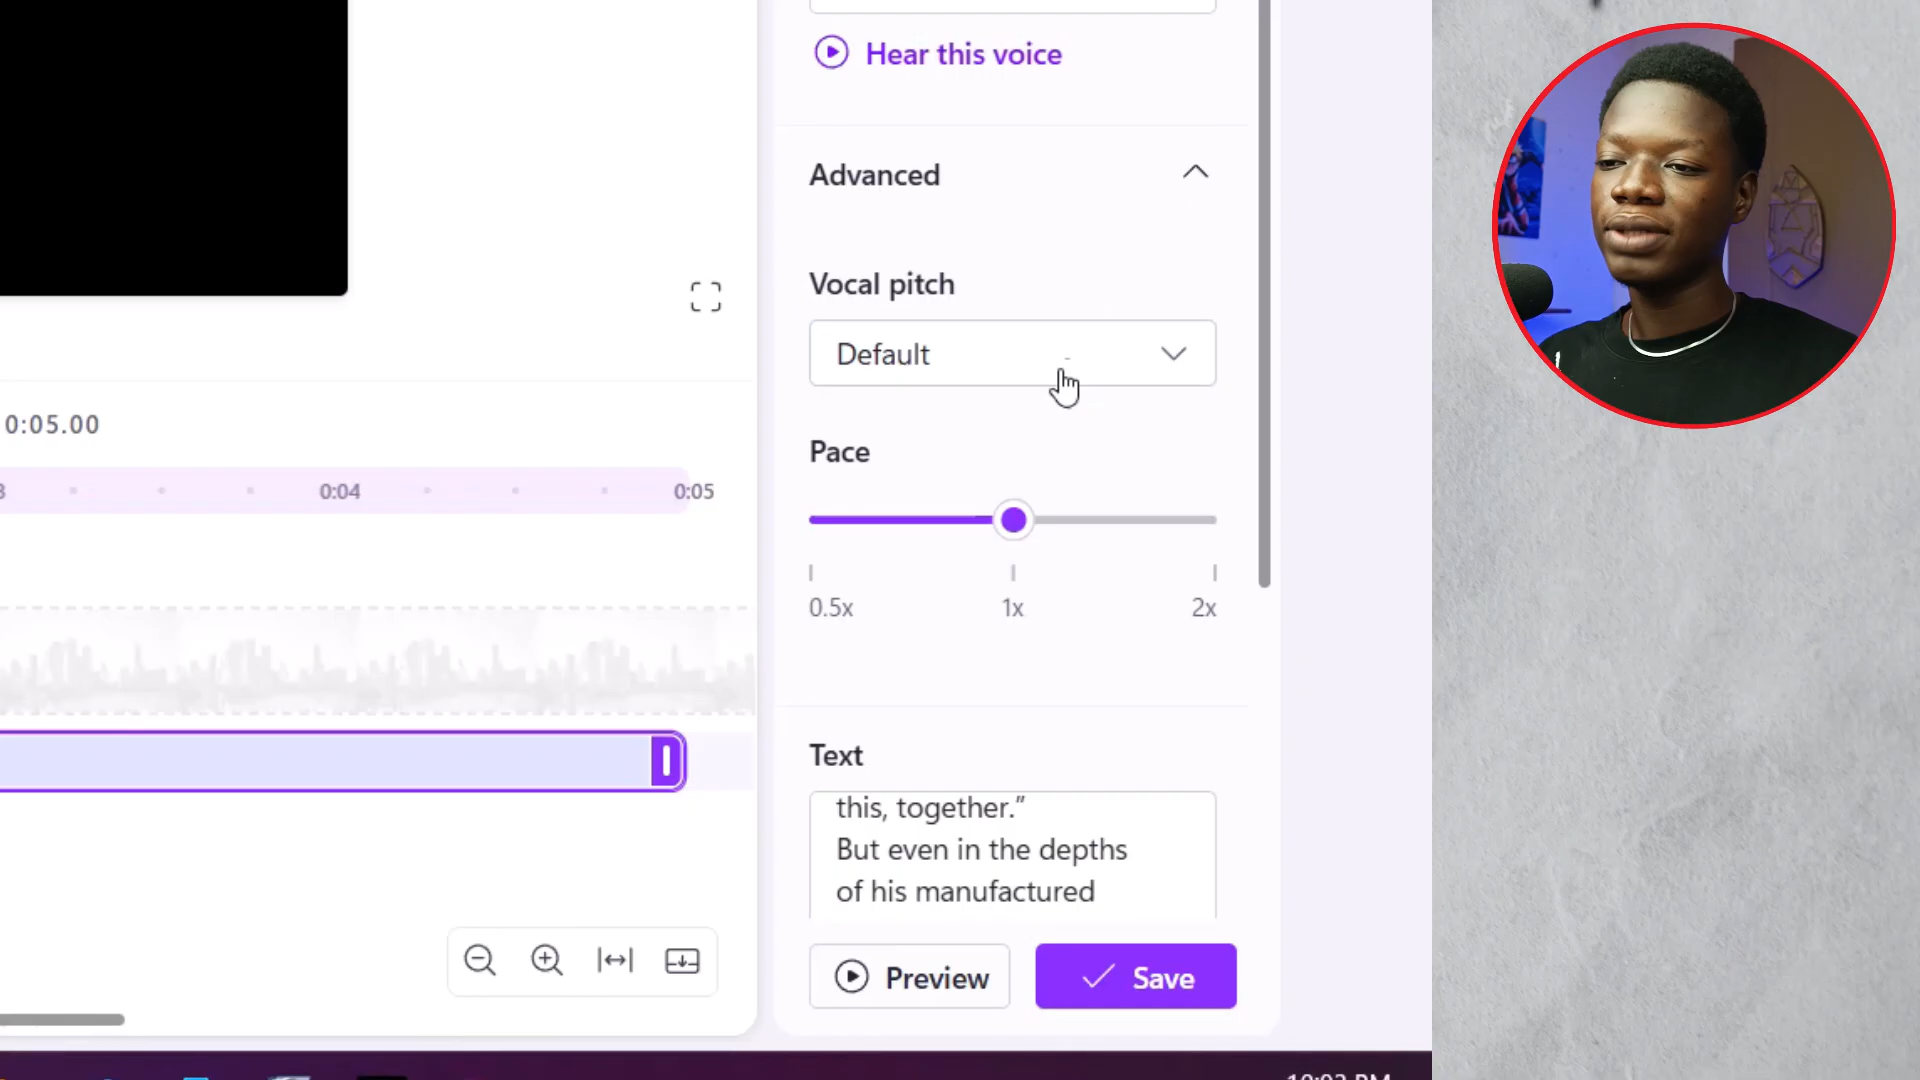 Hear this voice
Advanced
Vocal pitch
Default
0:05.00
Pace
0:04
0:05
0.5x
1x
2x
Text
this, together.”
But even in the depths
of his manufactured
Preview
Save